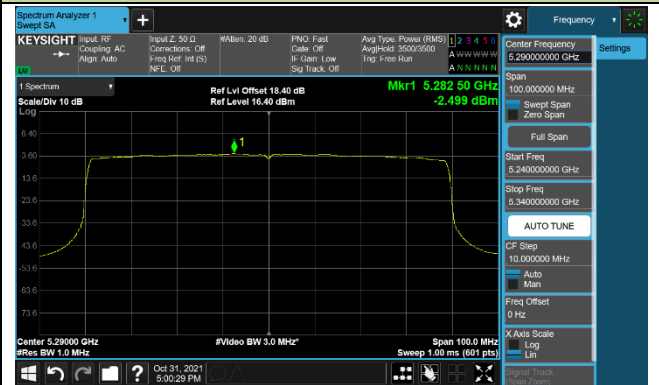 Spectrum Analyzer 1
Swept SA
+
Frequency
KEYSIGHT
Input: RF
Coupling: AC
Align: Auto
Input Z: 50 Ω
Corrections: Off
Freq Ref: Int (S)
NFE: Off
#Atten: 20 dB
PNO: Fast
Gate: Off
IF Gain: Low
Sig Track: Off
Avg Type: Power (RMS)
Avg|Hold: 3500/3500
Trig: Free Run
1 2 3 4 5 6
A W W W W W
A N N N N N
LXI
1 Spectrum
Scale/Div 10 dB
Log
Ref Lvl Offset 18.40 dB
Ref Level 16.40 dBm
Mkr1 5.282 50 GHz
-2.499 dBm
6.40
3.60
13.6
23.6
33.6
43.6
-53.6
63.6
73.6
1
Center 5.29000 GHz
#Res BW 1.0 MHz
#Video BW 3.0 MHz*
Span 100.0 MHz
Sweep 1.00 ms (601 pts)
Oct 31, 2021
5:00:29 PM
?
Center Frequency
5.290000000 GHz
Settings
Span
100.000000 MHz
Swept Span
Zero Span
Full Span
Start Freq
5.240000000 GHz
Stop Freq
5.340000000 GHz
AUTO TUNE
CF Step
10.000000 MHz
Auto
Man
Freq Offset
0 Hz
X Axis Scale
Log
Lin
Signal Track
(Span Zoom)